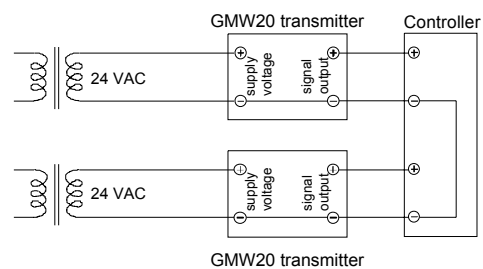 GMW20 transmitter
Controller
24 VAC
+
−
supply
voltage
signal
output
+
−
+
−
24 VAC
+
−
supply
voltage
signal
output
+
−
+
−
GMW20 transmitter